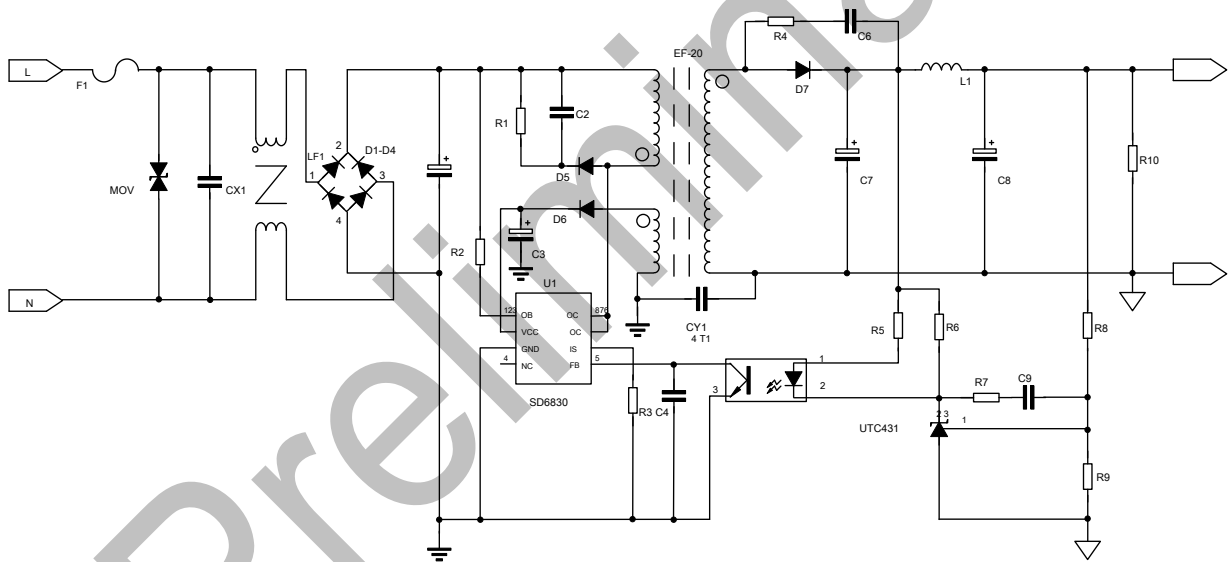 R4
C6
EF-20
L
F1
D7
L1
R1
C2
LF1
2
D1-D4
1
3
R10
MOV
CX1
D5
C7
C8
4
D6
R2
C3
U1
N
123
OB
OC
876
VCC
OC
CY1
4 T1
R5
R6
R8
GND
IS
4
NC
FB
5
1
3
2
R7
C9
SD6830
R3
C4
UTC431
2 3
1
R9
+
+
+
+
Prelimina